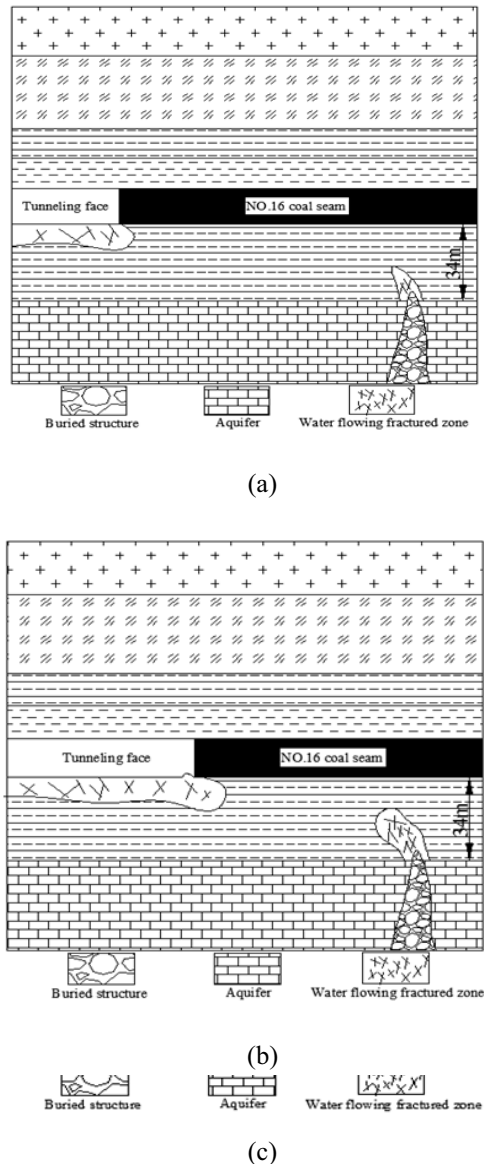 Tunneling face
NO.16 coal seam
34m
Buried structure
Aquifer
Water flowing fractured zone
(a)
Tunneling face
NO.16 coal seam
34m
Buried structure
Aquifer
Water flowing fractured zone
(b)
Buried structure
Aquifer
Water flowing fractured zone
(c)